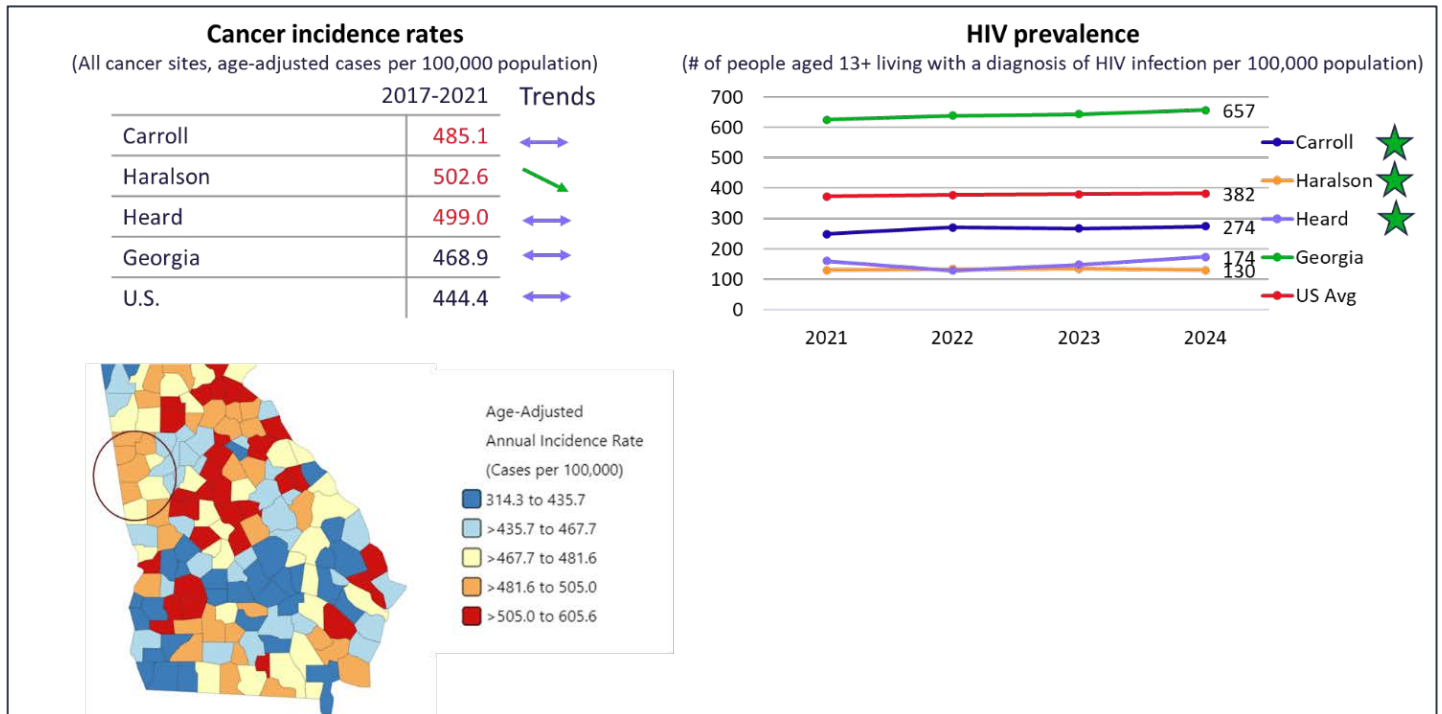 Cancer incidence rates
(All cancer sites, age-adjusted cases per 100,000 population)
2017-2021 Trends
Carroll 485.1
Haralson 502.6
Heard 499.0
Georgia 468.9
U.S. 444.4
HIV prevalence
(# of people aged 13+ living with a diagnosis of HIV infection per 100,000 population)
700
600
500
400
300
200
100
0
657
382
274
174
130
2021 2022 2023 2024
Carroll
Haralson
Heard
Georgia
US Avg
Age-Adjusted
Annual Incidence Rate
(Cases per 100,000)
314.3 to 435.7
>435.7 to 467.7
>467.7 to 481.6
>481.6 to 505.0
>505.0 to 605.6